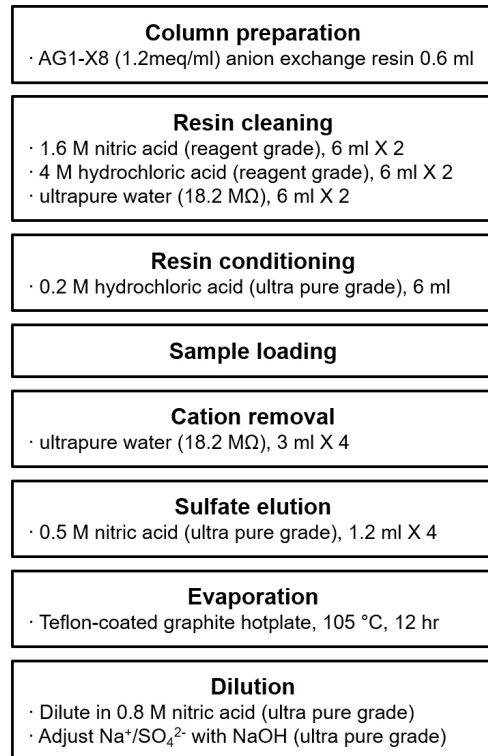 Column preparation
· AG1-X8 (1.2meq/ml) anion exchange resin 0.6 ml
Resin cleaning
· 1.6 M nitric acid (reagent grade), 6 ml X 2
· 4 M hydrochloric acid (reagent grade), 6 ml X 2
· ultrapure water (18.2 MΩ), 6 ml X 2
Resin conditioning
· 0.2 M hydrochloric acid (ultra pure grade), 6 ml
Sample loading
Cation removal
· ultrapure water (18.2 MΩ), 3 ml X 4
Sulfate elution
· 0.5 M nitric acid (ultra pure grade), 1.2 ml X 4
Evaporation
· Teflon-coated graphite hotplate, 105 °C, 12 hr
Dilution
· Dilute in 0.8 M nitric acid (ultra pure grade)
· Adjust Na⁺/SO₄²⁻ with NaOH (ultra pure grade)